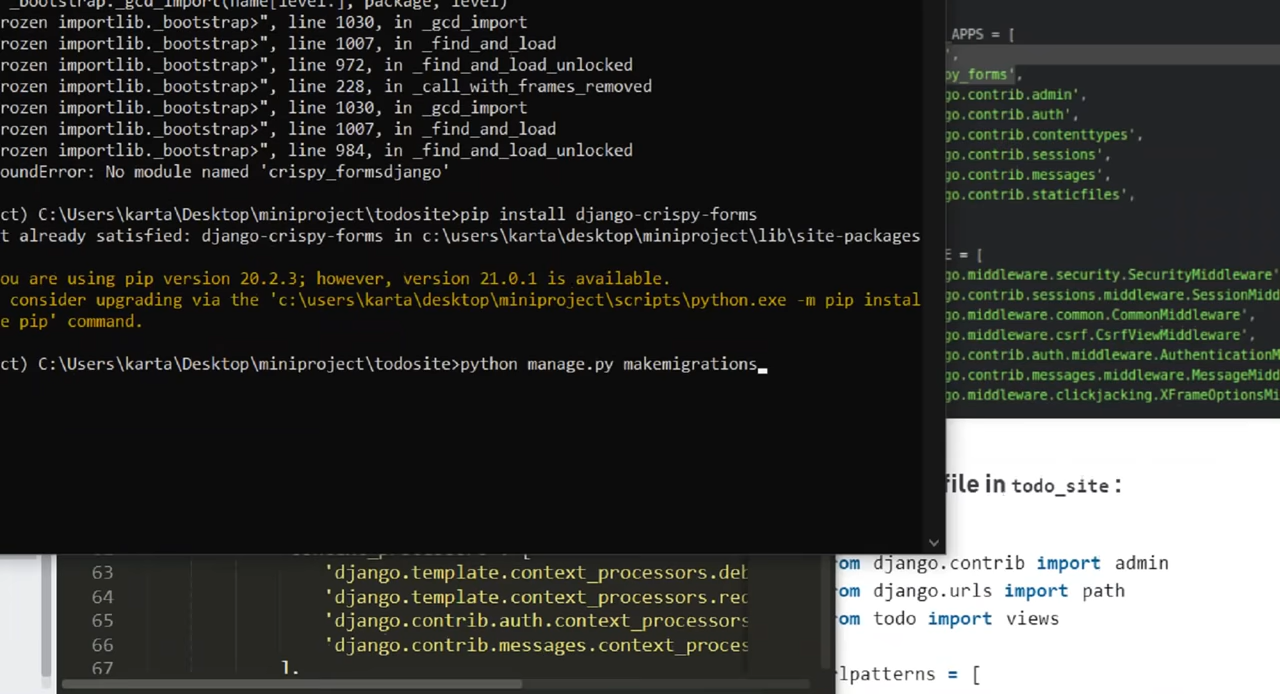 _bootstrap._gcd_import(name[level:], package, level)
rozen importlib._bootstrap>", line 1030, in _gcd_import
rozen importlib._bootstrap>", line 1007, in _find_and_load
rozen importlib._bootstrap>", line 972, in _find_and_load_unlocked
rozen importlib._bootstrap>", line 228, in _call_with_frames_removed
rozen importlib._bootstrap>", line 1030, in _gcd_import
rozen importlib._bootstrap>", line 1007, in _find_and_load
rozen importlib._bootstrap>", line 984, in _find_and_load_unlocked
oundError: No module named 'crispy_formsdjango'
ct) C:\Users\karta\Desktop\miniproject\todosite>pip install django-crispy-forms
t already satisfied: django-crispy-forms in c:\users\karta\desktop\miniproject\lib\site-packages
ou are using pip version 20.2.3; however, version 21.0.1 is available.
consider upgrading via the 'c:\users\karta\desktop\miniproject\scripts\python.exe -m pip instal
e pip' command.
ct) C:\Users\karta\Desktop\miniproject\todosite>python manage.py makemigrations_
_APPS = [
',
py_forms',
go.contrib.admin',
go.contrib.auth',
go.contrib.contenttypes',
go.contrib.sessions',
go.contrib.messages',
go.contrib.staticfiles',
E = [
go.middleware.security.SecurityMiddleware'
go.contrib.sessions.middleware.SessionMidd
go.middleware.common.CommonMiddleware',
go.middleware.csrf.CsrfViewMiddleware',
go.contrib.auth.middleware.AuthenticationM
go.contrib.messages.middleware.MessageMidd
go.middleware.clickjacking.XFrameOptionsMi
file in todo_site :
om django.contrib import admin
om django.urls import path
om todo import views
lpatterns = [
63 'django.template.context_processors.deb
64 'django.template.context_processors.req
65 'django.contrib.auth.context_processors
66 'django.contrib.messages.context_proces
67 ],